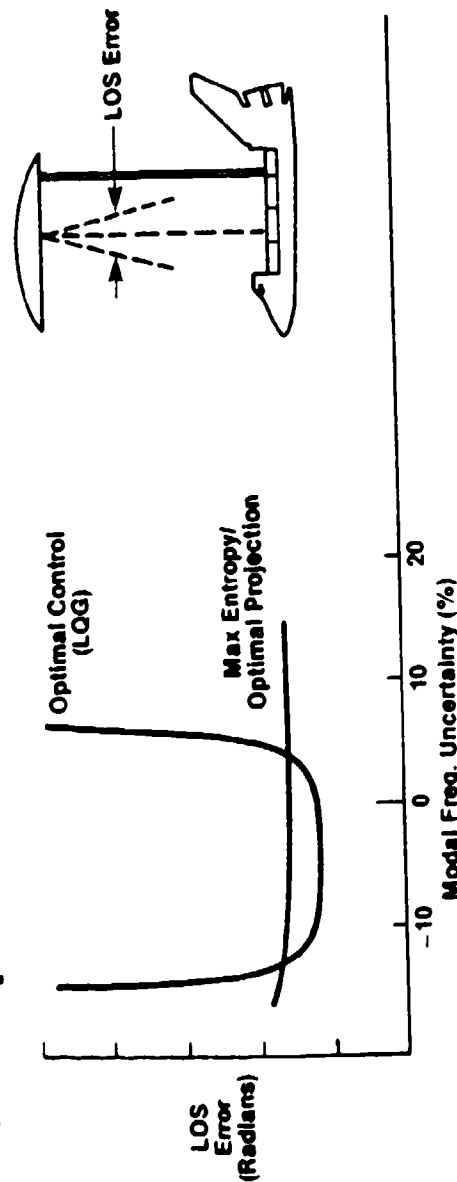 LOS
Error
(Radians)
Optimal Control
(LQG)
Max Entropy/
Optimal Projection
-10
0
10
20
Modal Freq. Uncertainty (%)
LOS Error